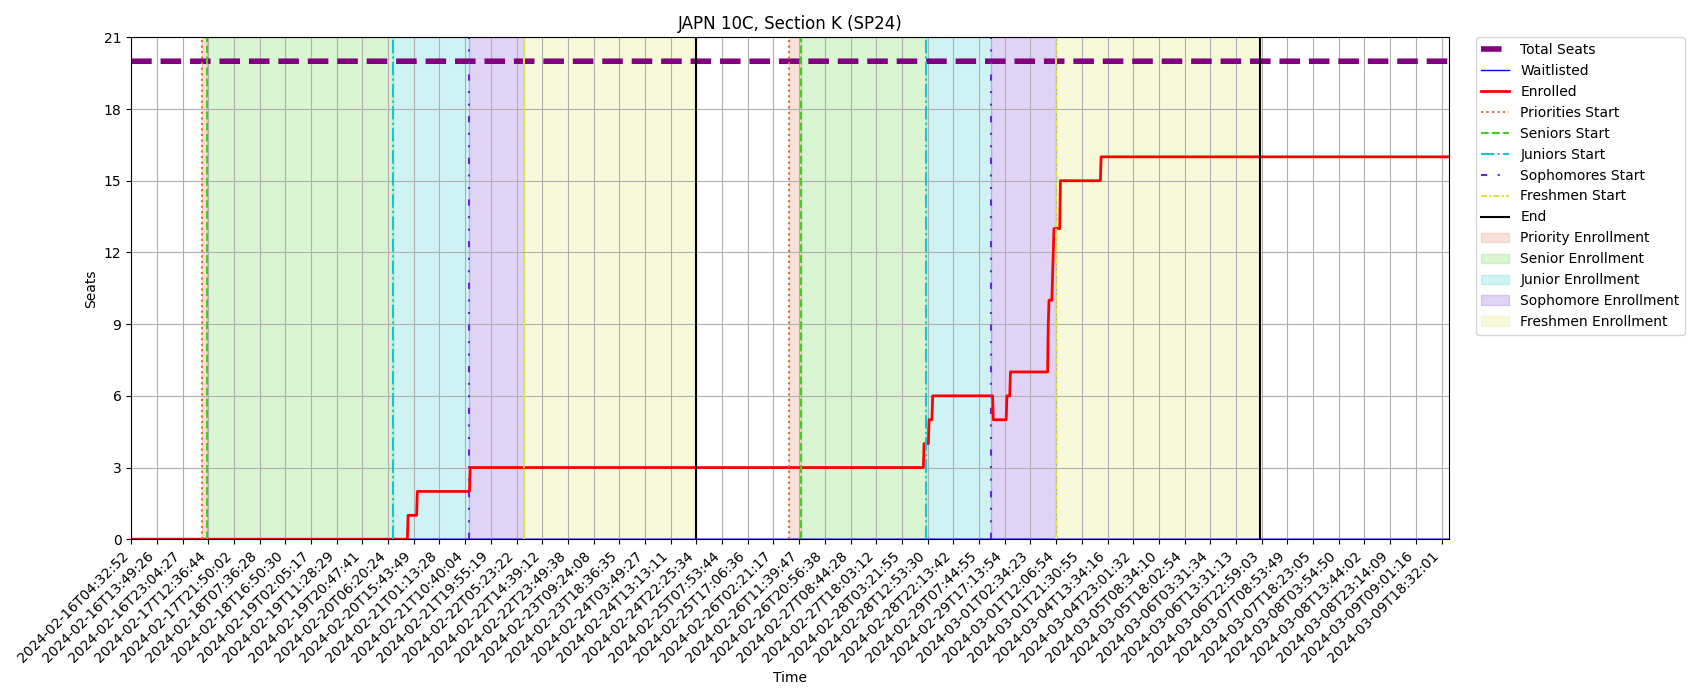 JAPN 10C, Section K (SP24)
21
18
15
12
9
6
3
0
Seats
2024-02-16T04:32:52
2024-02-16T13:49:26
2024-02-16T23:04:27
2024-02-17T12:36:44
2024-02-17T21:50:02
2024-02-18T07:36:28
2024-02-18T16:50:30
2024-02-19T02:05:17
2024-02-19T11:28:29
2024-02-19T20:47:41
2024-02-20T06:20:24
2024-02-20T15:43:49
2024-02-21T01:13:28
2024-02-21T10:40:04
2024-02-21T19:55:19
2024-02-22T05:23:22
2024-02-22T14:39:12
2024-02-22T23:49:38
2024-02-23T09:24:08
2024-02-23T18:36:35
2024-02-24T03:49:27
2024-02-24T13:13:11
2024-02-24T22:25:34
2024-02-25T07:53:44
2024-02-25T17:06:36
2024-02-26T02:21:17
2024-02-26T11:39:47
2024-02-26T20:56:38
2024-02-27T08:44:28
2024-02-27T18:03:12
2024-02-28T03:21:55
2024-02-28T12:53:30
2024-02-28T22:13:42
2024-02-29T07:44:55
2024-02-29T17:13:54
2024-03-01T02:34:23
2024-03-01T12:06:54
2024-03-01T21:30:55
2024-03-04T13:34:16
2024-03-04T23:01:32
2024-03-05T08:34:10
2024-03-05T18:02:54
2024-03-06T03:31:34
2024-03-06T13:31:13
2024-03-06T22:59:03
2024-03-07T08:53:49
2024-03-07T18:23:05
2024-03-08T03:54:50
2024-03-08T13:44:02
2024-03-08T23:14:09
2024-03-09T09:01:16
2024-03-09T18:32:01
Time
Total Seats
Waitlisted
Enrolled
Priorities Start
Seniors Start
Juniors Start
Sophomores Start
Freshmen Start
End
Priority Enrollment
Senior Enrollment
Junior Enrollment
Sophomore Enrollment
Freshmen Enrollment